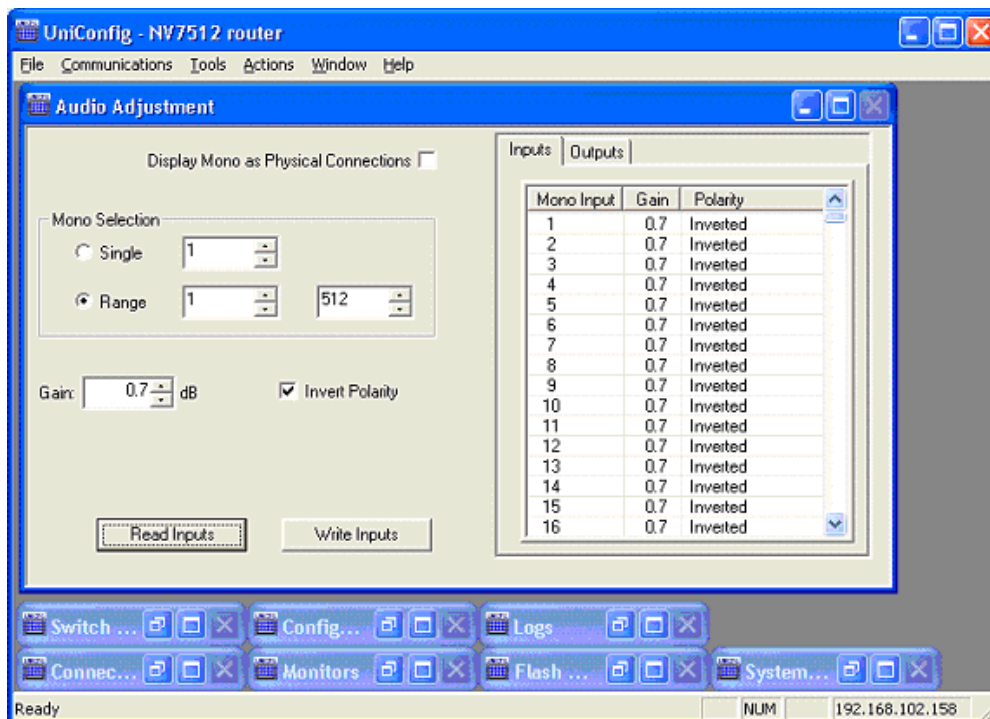 UniConfig - NV7512 router
File Communications Tools Actions Window Help
Audio Adjustment
Display Mono as Physical Connections
Mono Selection
Single 1
Range 1 512
Gain: 0.7 dB Invert Polarity
Read Inputs Write Inputs
Inputs Outputs
Mono Input Gain Polarity
1 0.7 Inverted
2 0.7 Inverted
3 0.7 Inverted
4 0.7 Inverted
5 0.7 Inverted
6 0.7 Inverted
7 0.7 Inverted
8 0.7 Inverted
9 0.7 Inverted
10 0.7 Inverted
11 0.7 Inverted
12 0.7 Inverted
13 0.7 Inverted
14 0.7 Inverted
15 0.7 Inverted
16 0.7 Inverted
Switch ... Config... Logs
Connec... Monitors Flash ... System...
Ready NUM 192.168.102.158